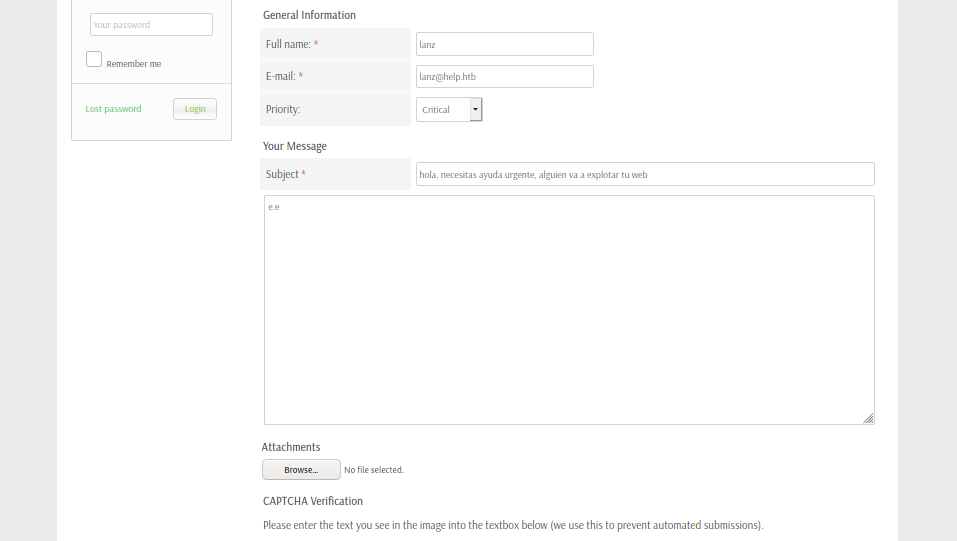 Your password
Remember me
Lost password
Login
General Information
Full name: *
lanz
E-mail: *
lanz@help.htb
Priority:
Critical
Your Message
Subject *
hola, necesitas ayuda urgente, alguien va a explotar tu web
e.e
Attachments
Browse... No file selected.
CAPTCHA Verification
Please enter the text you see in the image into the textbox below (we use this to prevent automated submissions).